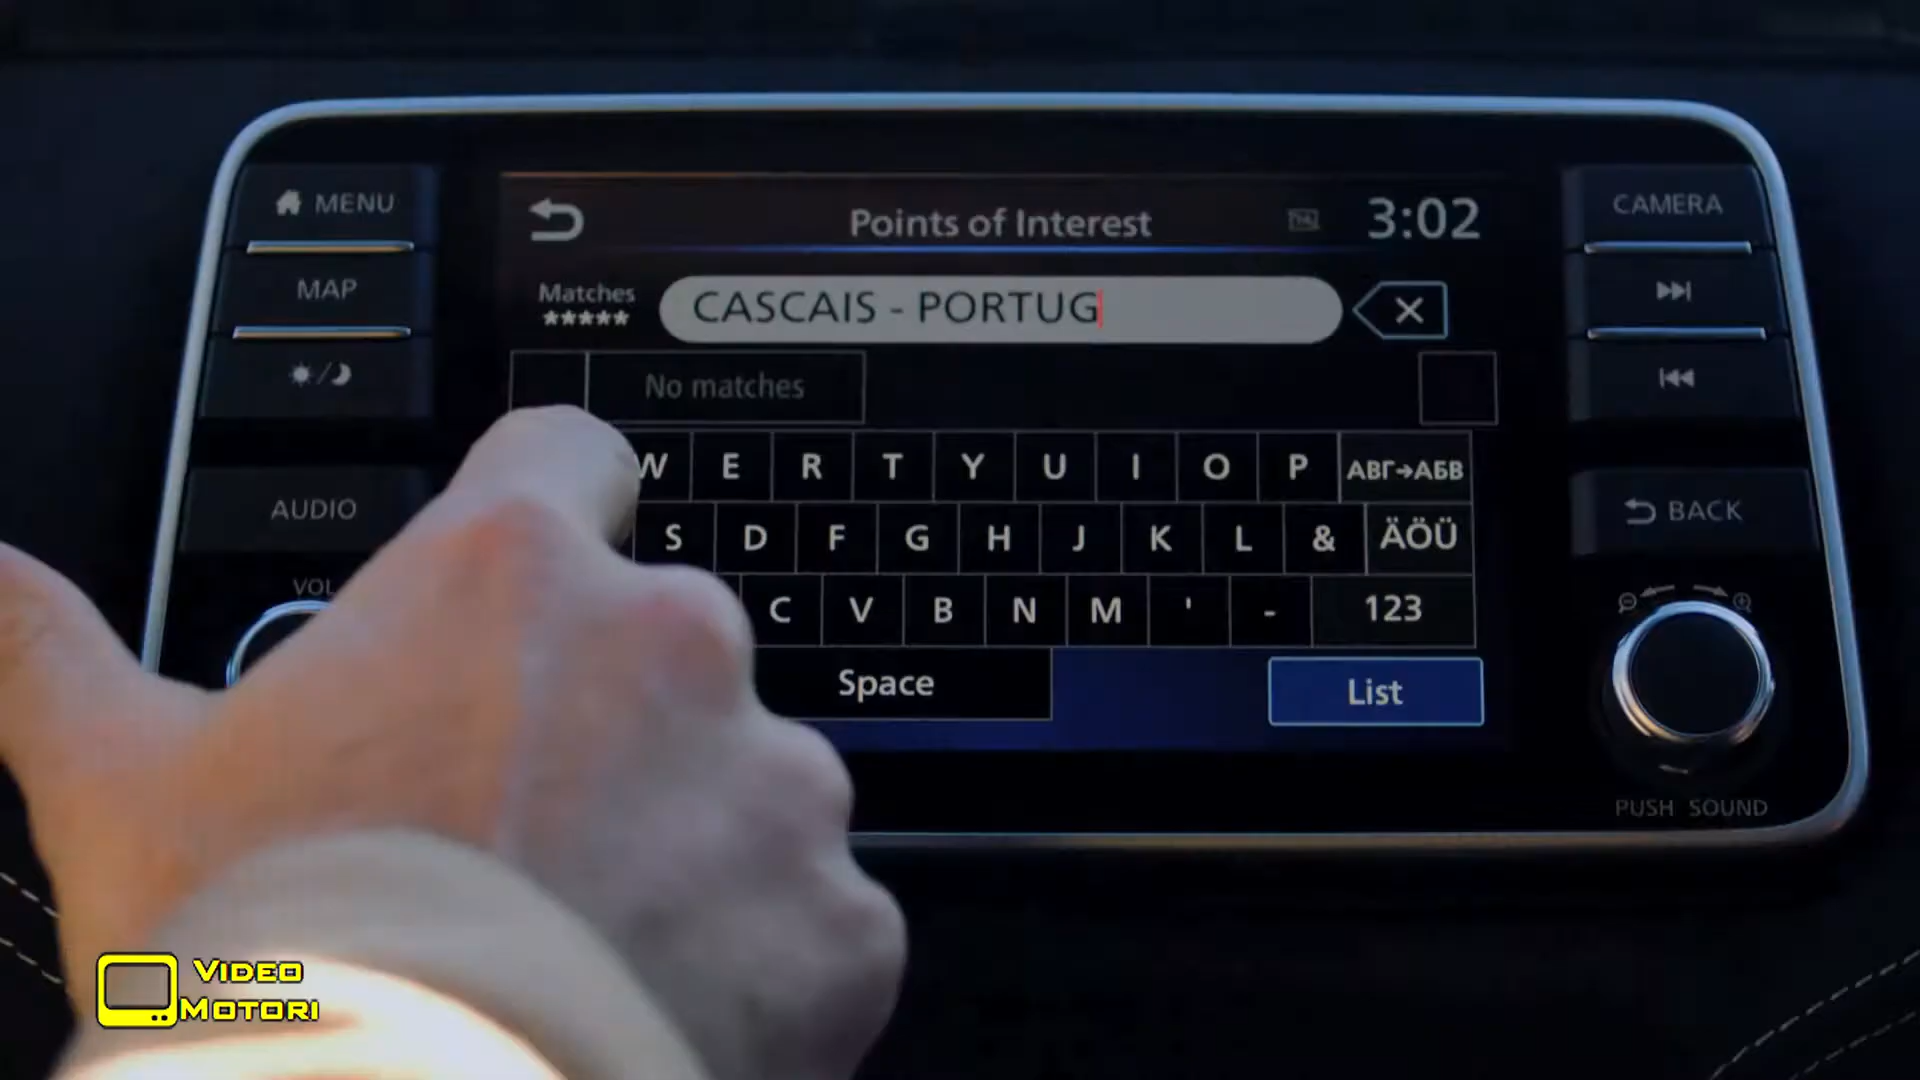 MENU
MAP
AUDIO
VOL
Points of Interest
3:02
Matches
*****
CASCAIS - PORTUG
No matches
W E R T Y U I O P АВГ→АБВ
S D F G H J K L & ÄÖÜ
C V B N M ' - 123
Space
List
CAMERA
BACK
PUSH SOUND
VIDEO
MOTORI